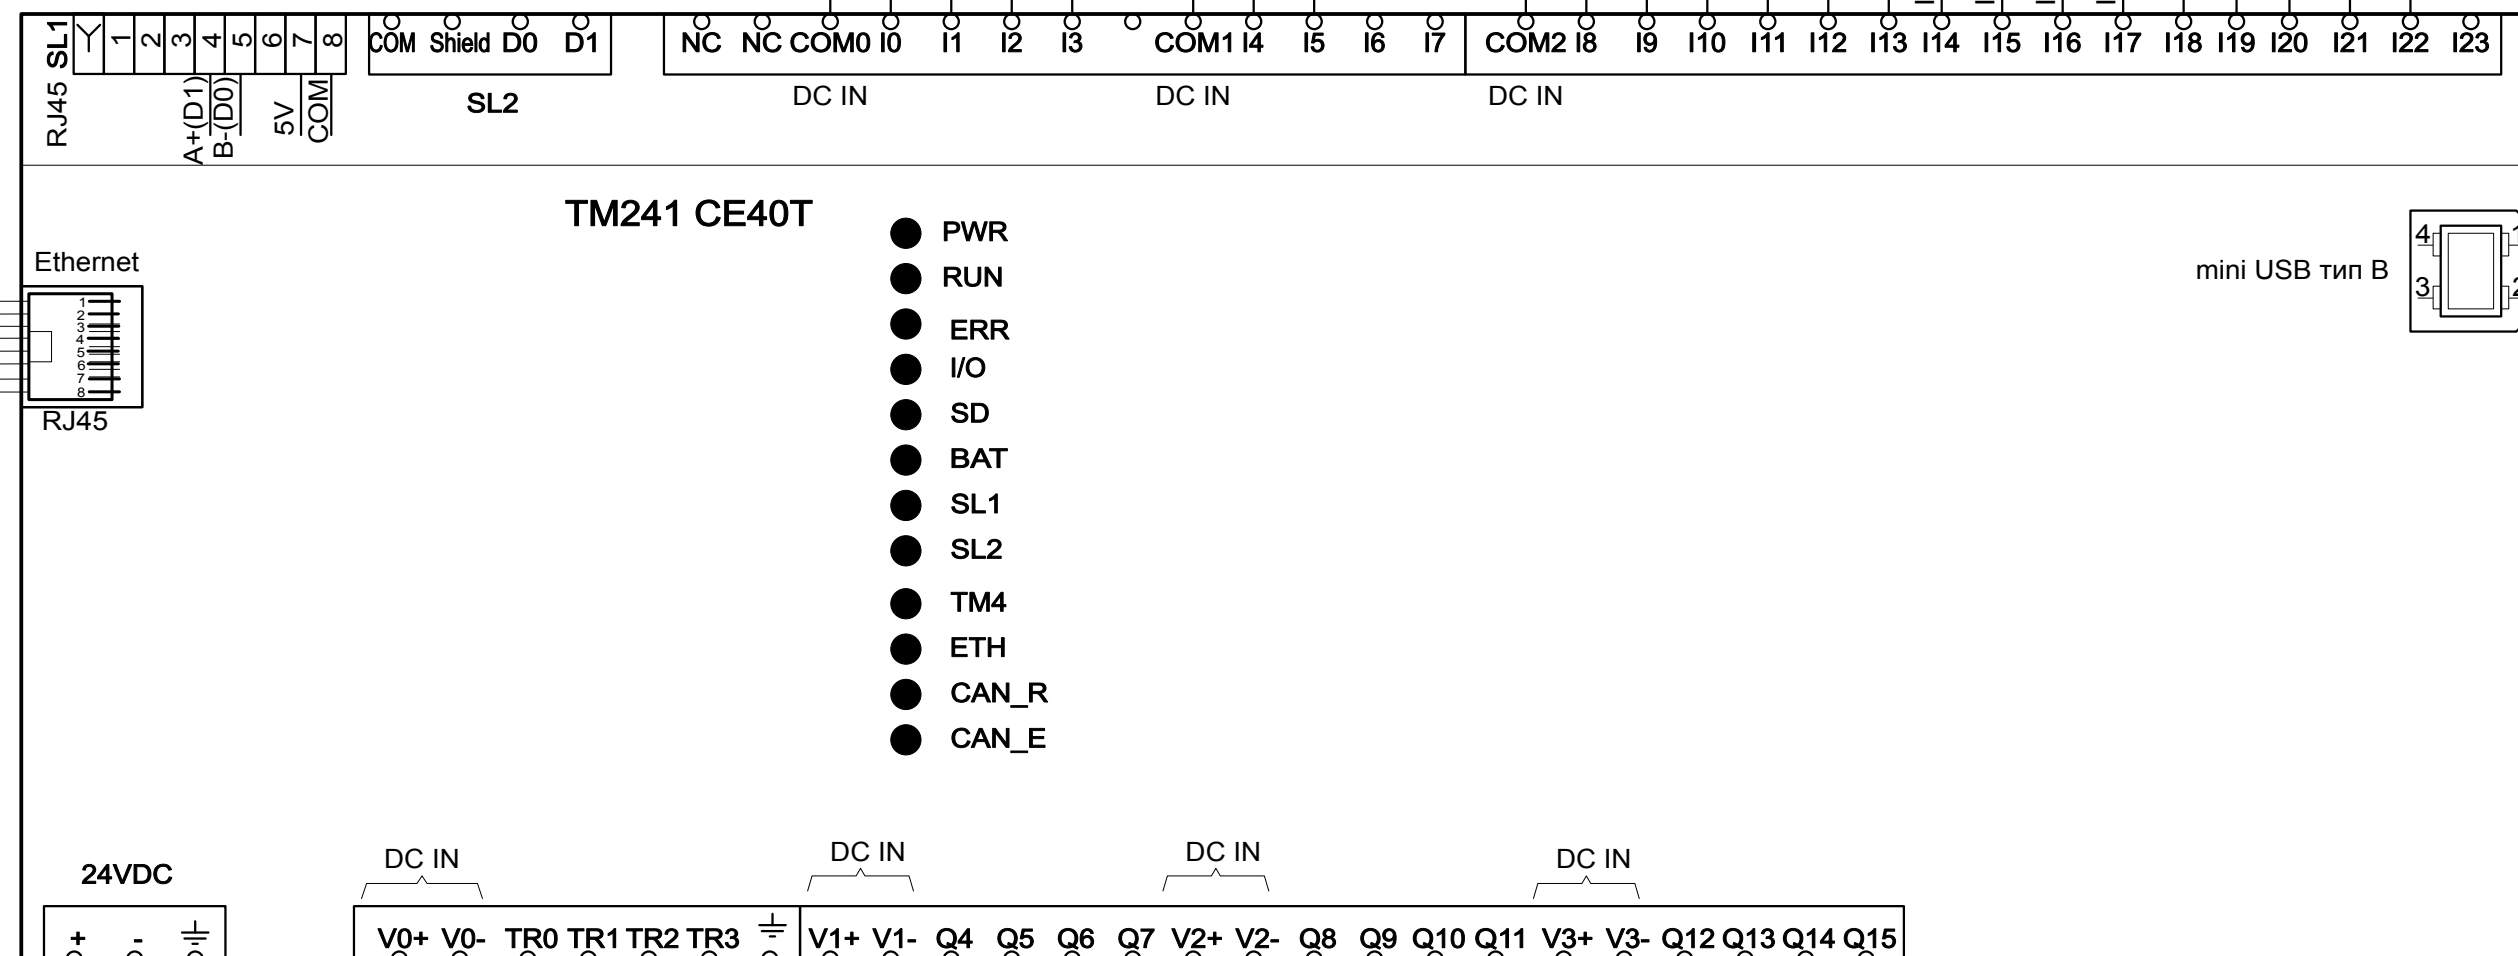 SL1 1 2 3 4 5 6 7 8
COM Shield D0 D1
NC NC COM0 I0 I1 I2 I3 COM1 I4 I5 I6 I7
COM2 I8 I9 I10 I11 I12 I13 I14 I15 I16 I17 I18 I19 I20 I21 I22 I23
RJ45
A+(D1)
B-(D0)
5V
COM
SL2
DC IN
DC IN
DC IN
TM241 CE40T
PWR
RUN
ERR
I/O
SD
BAT
SL1
SL2
TM4
ETH
CAN_R
CAN_E
Ethernet
1
2
3
4
5
6
7
8
RJ45
mini USB тип B
4 1
3 2
24VDC
+ -
DC IN
DC IN
DC IN
DC IN
V0+ V0- TR0 TR1 TR2 TR3
V1+ V1- Q4 Q5 Q6 Q7 V2+ V2- Q8 Q9 Q10 Q11 V3+ V3- Q12 Q13 Q14 Q15